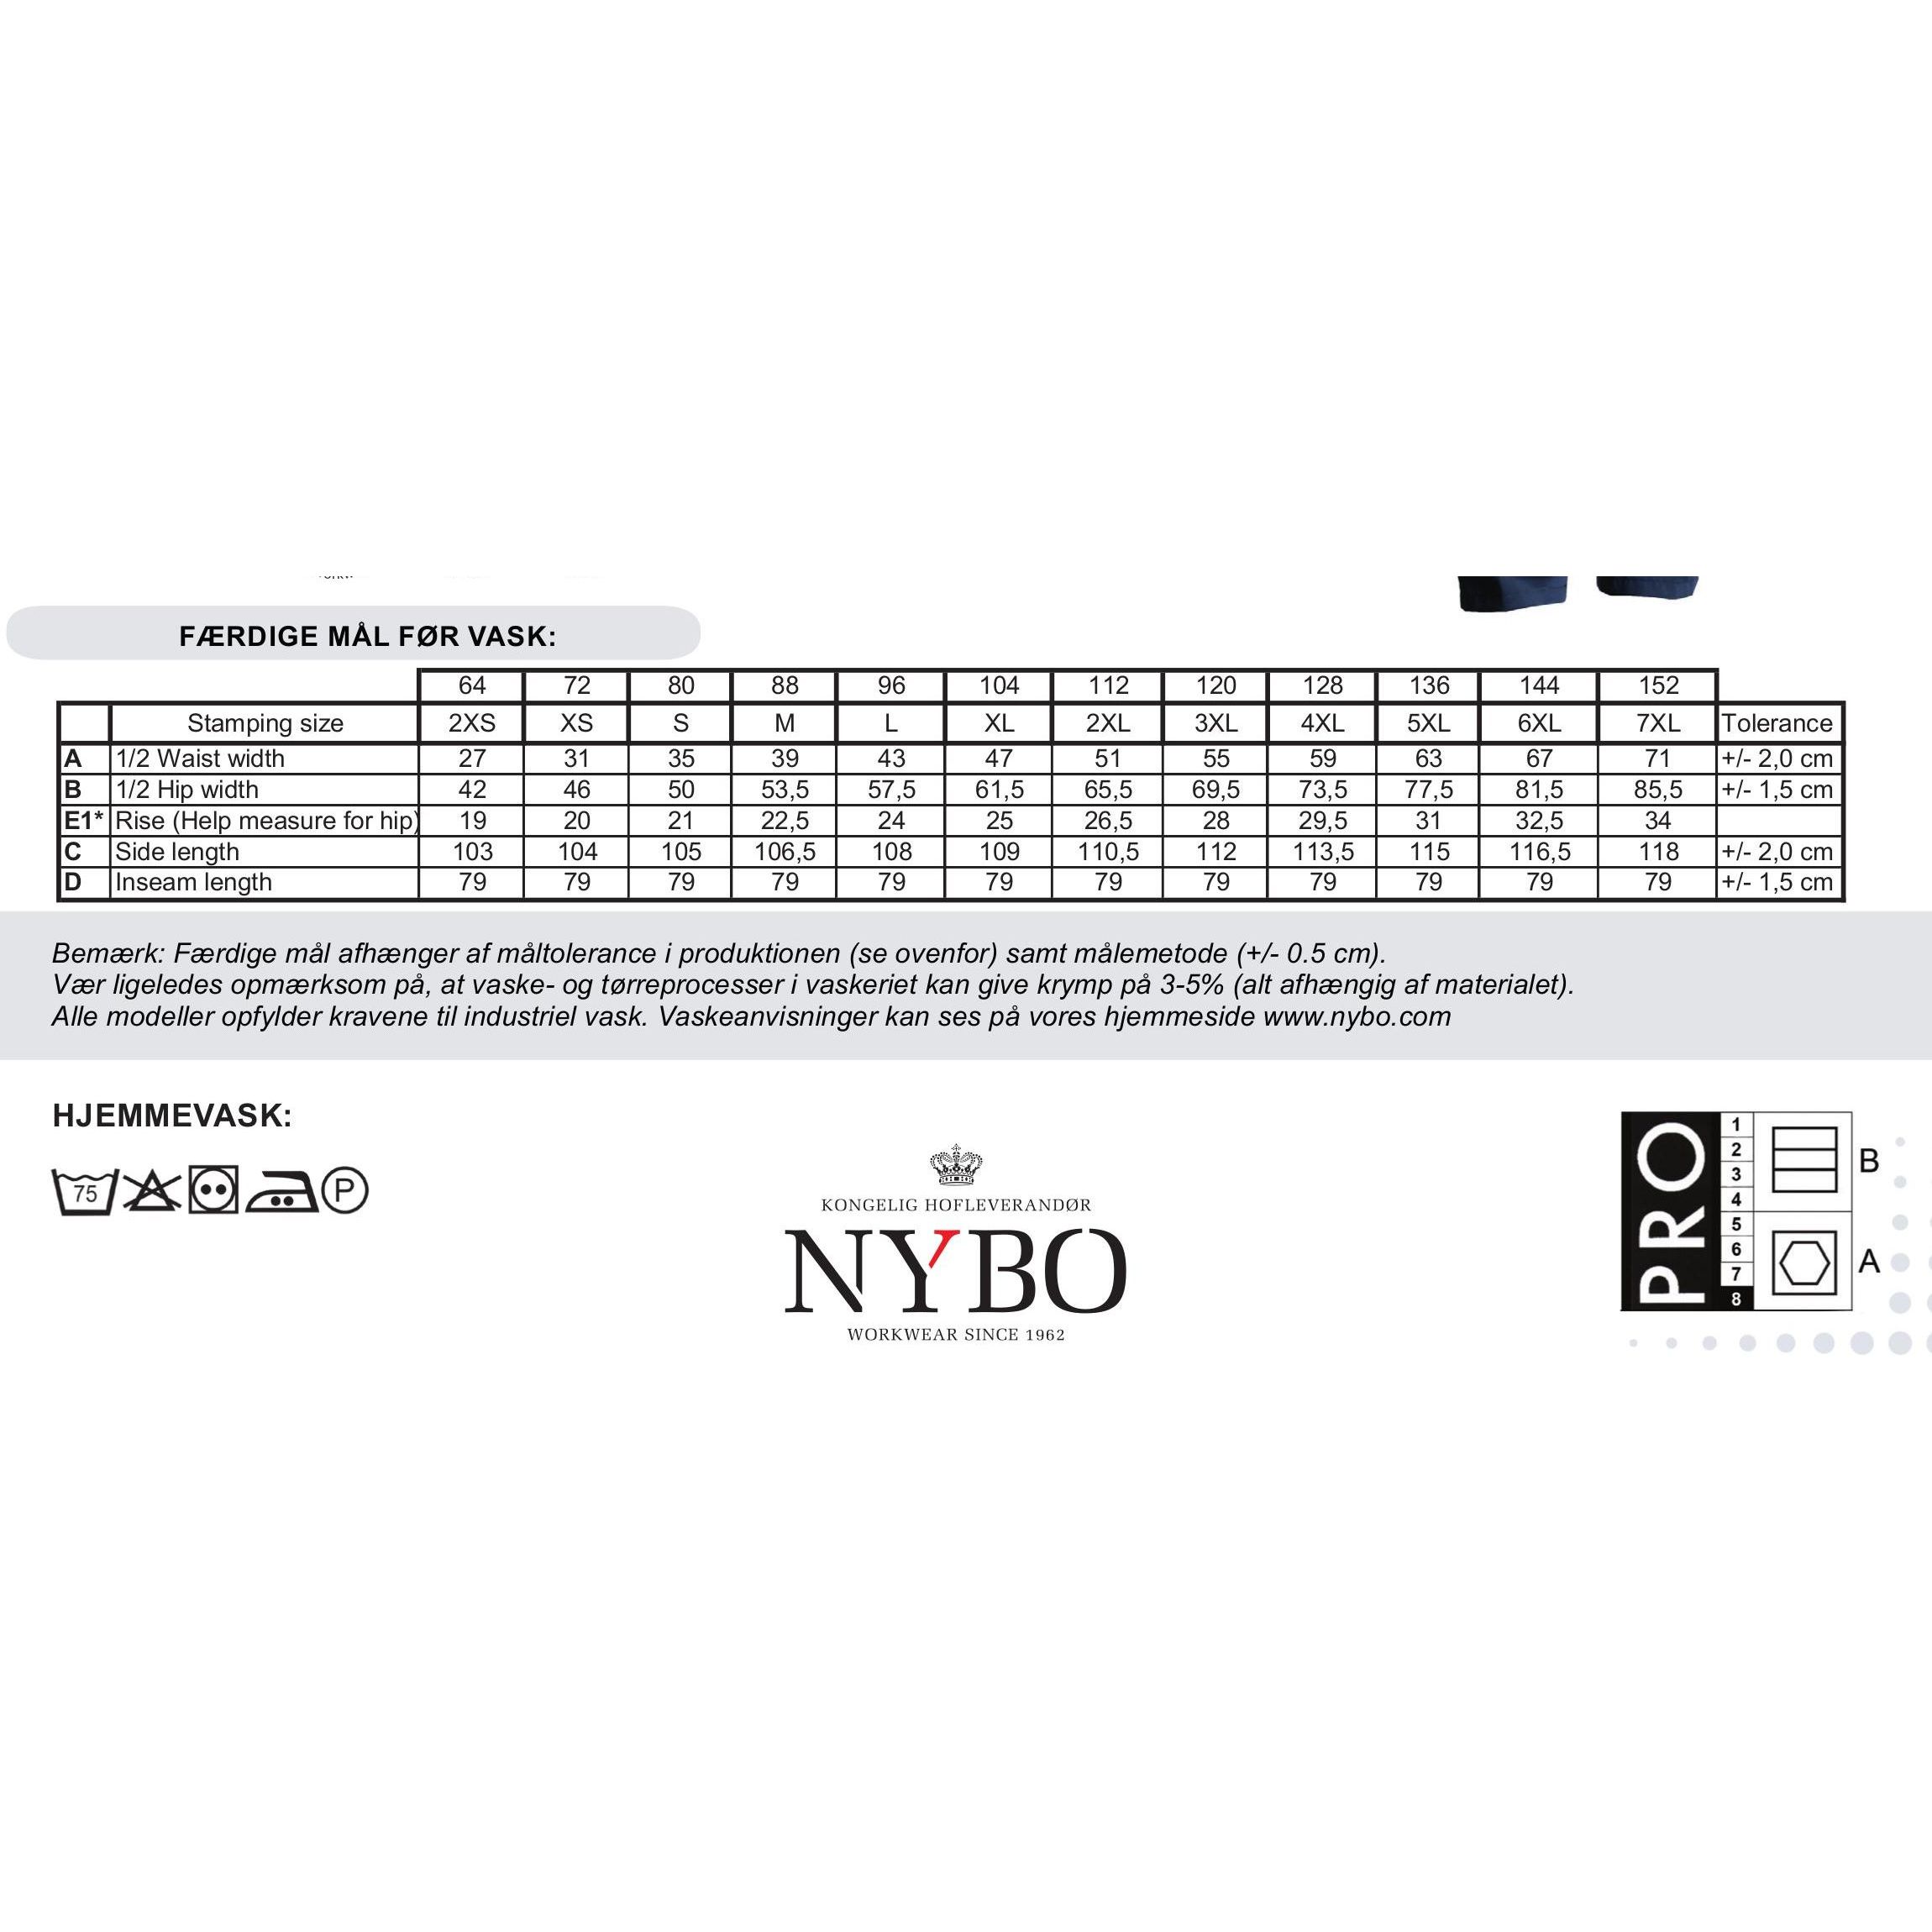 FÆRDIGE MÅL FØR VASK:
64 72 80 88 96 104 112 120 128 136 144 152
Stamping size 2XS XS S M L XL 2XL 3XL 4XL 5XL 6XL 7XL Tolerance
A 1/2 Waist width 27 31 35 39 43 47 51 55 59 63 67 71 +/- 2,0 cm
B 1/2 Hip width 42 46 50 53,5 57,5 61,5 65,5 69,5 73,5 77,5 81,5 85,5 +/- 1,5 cm
E1* Rise (Help measure for hip) 19 20 21 22,5 24 25 26,5 28 29,5 31 32,5 34
C Side length 103 104 105 106,5 108 109 110,5 112 113,5 115 116,5 118 +/- 2,0 cm
D Inseam length 79 79 79 79 79 79 79 79 79 79 79 79 +/- 1,5 cm
Bemærk: Færdige mål afhænger af måltolerance i produktionen (se ovenfor) samt målemetode (+/- 0.5 cm).
Vær ligeledes opmærksom på, at vaske- og tørreprocesser i vaskeriet kan give krymp på 3-5% (alt afhængig af materialet).
Alle modeller opfylder kravene til industriel vask. Vaskeanvisninger kan ses på vores hjemmeside www.nybo.com
HJEMMEVASK:
75 P
KONGELIG HOFLEVERANDØR
NYBO
WORKWEAR SINCE 1962
PRO
1
2
3
4
5
6
7
8
B
A